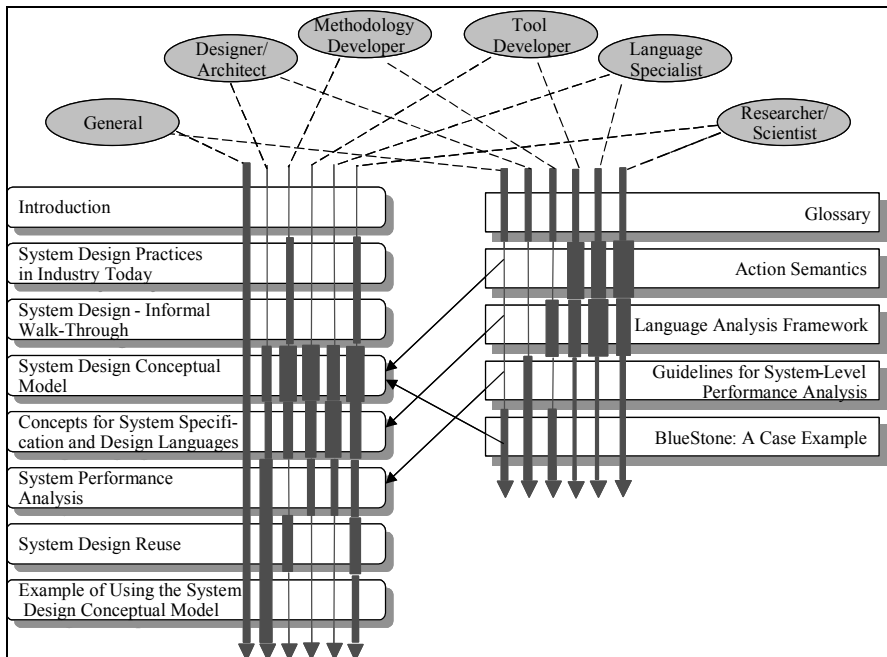 Methodology
Developer
Tool
Developer
Designer/
Architect
Language
Specialist
General
Researcher/
Scientist
Introduction
System Design Practices
in Industry Today
System Design - Informal
Walk-Through
System Design Conceptual
Model
Concepts for System Specifi-
cation and Design Languages
System Performance
Analysis
System Design Reuse
Example of Using the System
Design Conceptual Model
Glossary
Action Semantics
Language Analysis Framework
Guidelines for System-Level
Performance Analysis
BlueStone: A Case Example